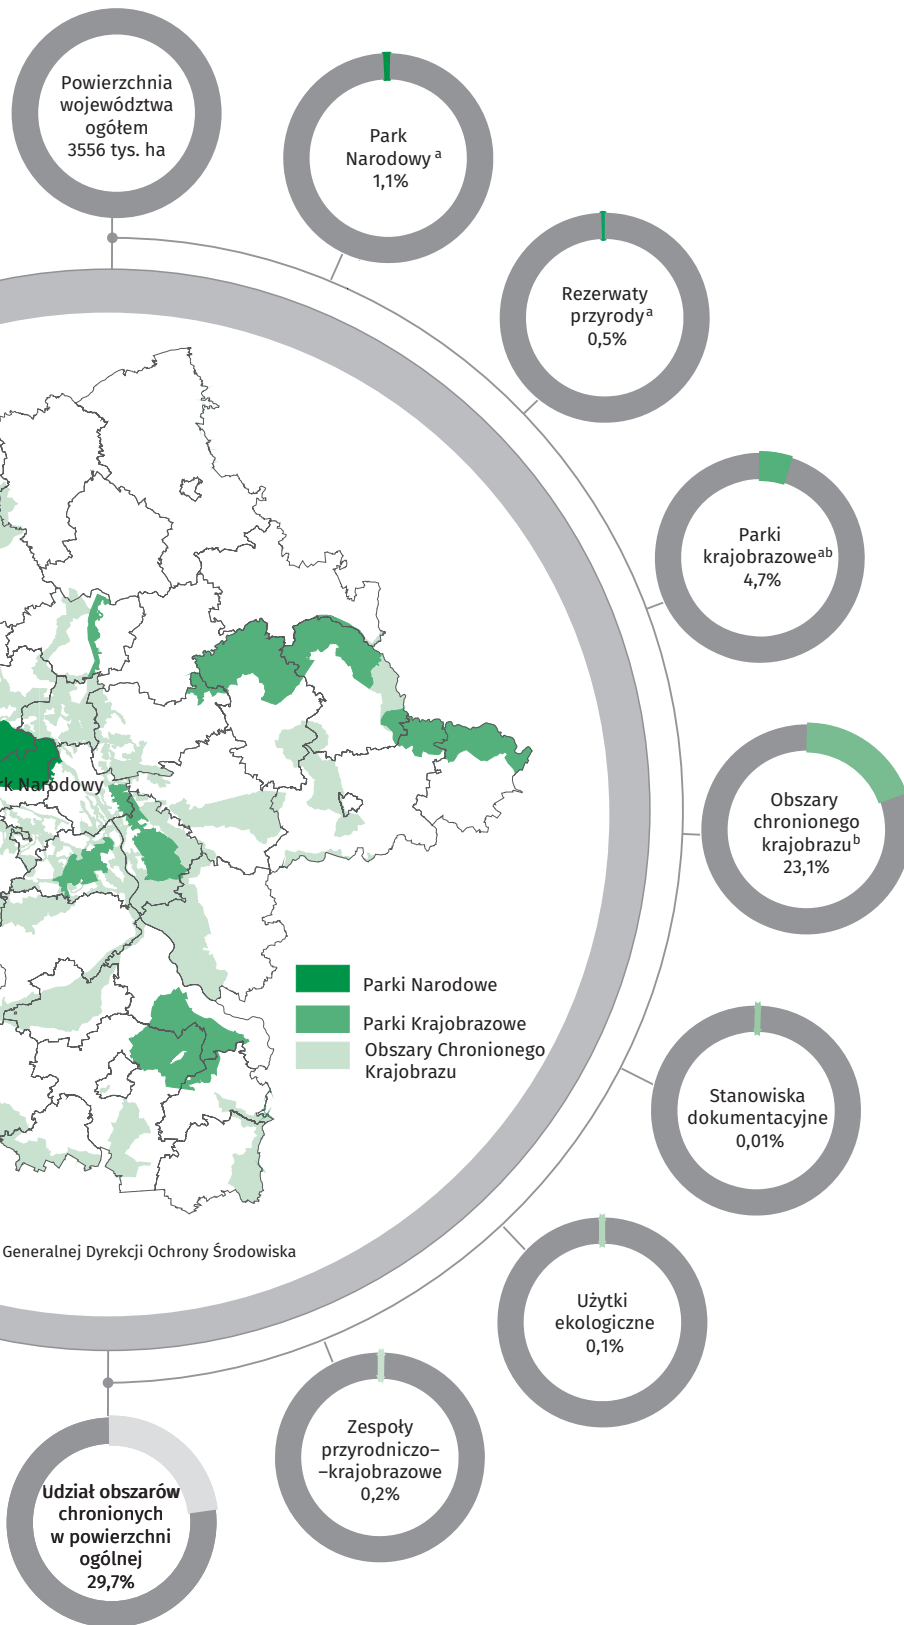 Powierzchnia
województwa
ogółem
3556 tys. ha
Park
Narodowy a
1,1%
Rezerwaty
przyrody a
0,5%
Parki
krajobrazowe ab
4,7%
Obszary
chronionego
krajobrazu b
23,1%
rk Narodowy
Parki Narodowe
Parki Krajobrazowe
Obszary Chronionego
Krajobrazu
Stanowiska
dokumentacyjne
0,01%
Generalnej Dyrekcji Ochrony Środowiska
Użytki
ekologiczne
0,1%
Zespoły
przyrodniczo–
–krajobrazowe
0,2%
Udział obszarów
chronionych
w powierzchni
ogólnej
29,7%